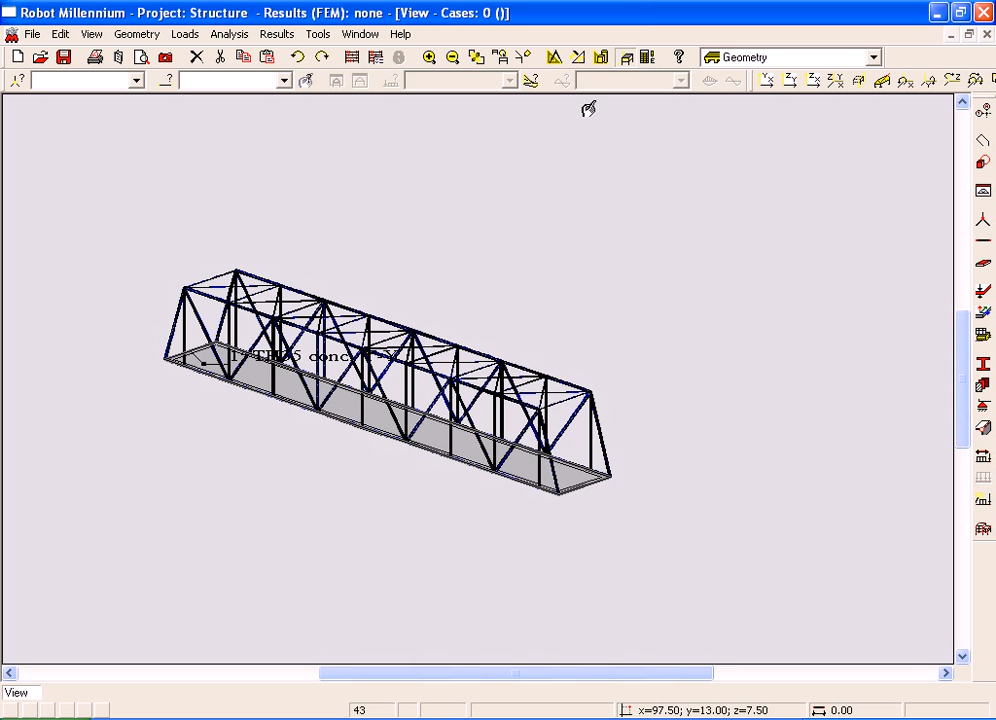 Robot Millennium - Project: Structure - Results (FEM): none - [View - Cases: 0 ()]
File Edit View Geometry Loads Analysis Results Tools Window Help
Geometry
View
43
x=97.50; y=13.00; z=7.50
0.00